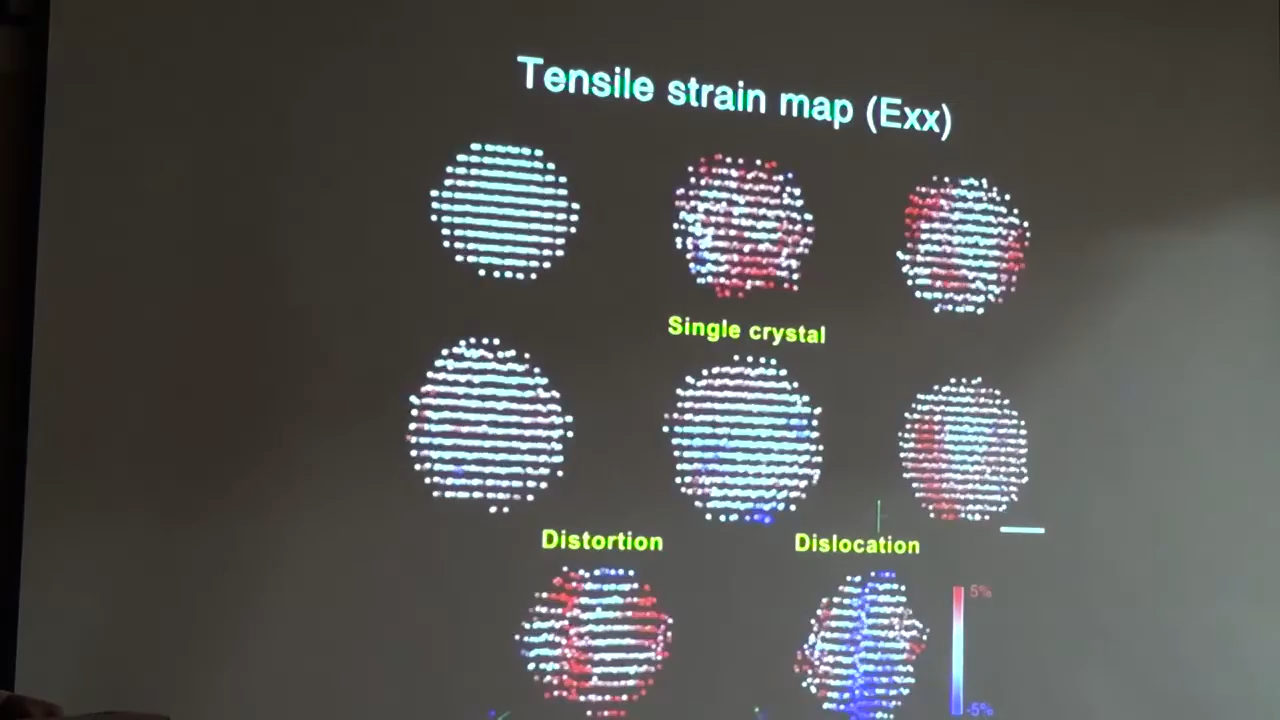 Tensile strain map (Exx)
Single crystal
Distortion
Dislocation
5%
-5%